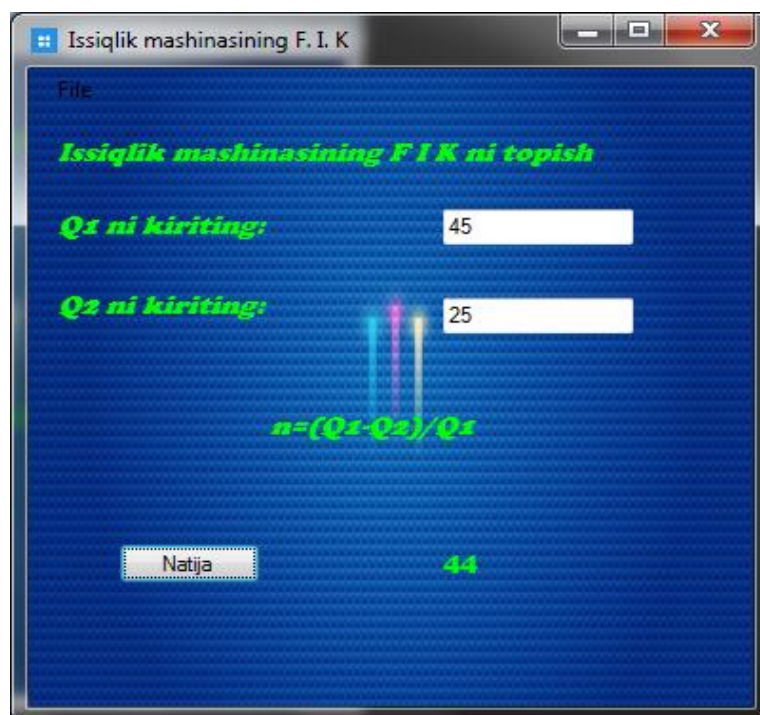 Issiqlik mashinasining F. I. K
File
Issiqlik mashinasining F I K ni topish
Q1 ni kiriting:
45
Q2 ni kiriting:
25
n=(Q1-Q2)/Q1
Natija
44